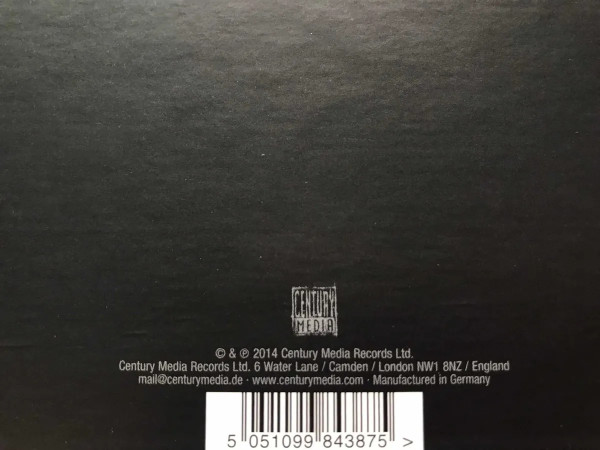 CENTURY
MEDIA
© & ℗ 2014 Century Media Records Ltd.
Century Media Records Ltd. 6 Water Lane / Camden / London NW1 8NZ / England
mail@centurymedia.de · www.centurymedia.com · Manufactured in Germany
5 051099 843875 >